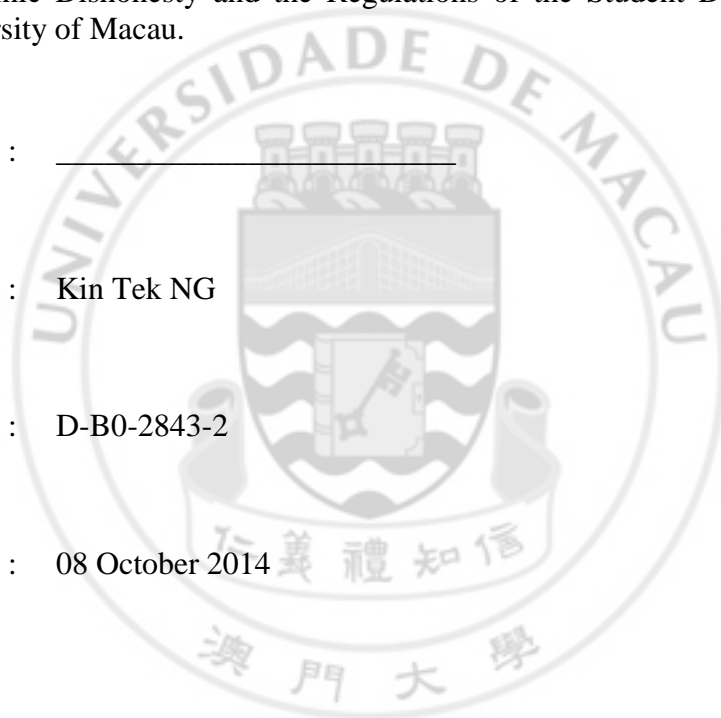 Dishonesty and the Regulations of the Student
of Macau.
: _________________________
: Kin Tek NG
: D-B0-2843-2
: 08 October 2014
UNIVERSIDADE DE MACAU
仁義禮知信
澳門大學